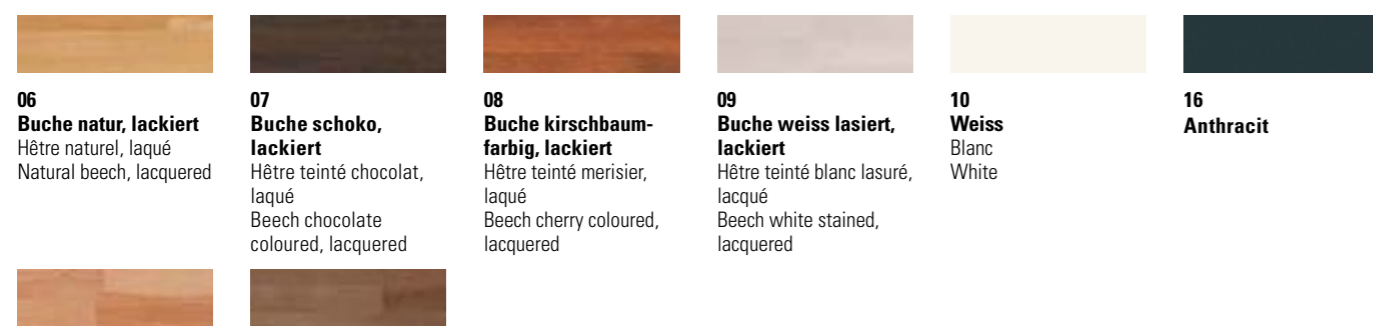 06
Buche natur, lackiert
Hêtre naturel, laqué
Natural beech, lacquered
07
Buche schoko,
lackiert
Hêtre teinté chocolat,
laqué
Beech chocolate
coloured, lacquered
08
Buche kirschbaum-
farbig, lackiert
Hêtre teinté merisier,
laqué
Beech cherry coloured,
lacquered
09
Buche weiss lasiert,
lackiert
Hêtre teinté blanc lasuré,
lacqué
Beech white stained,
lacquered
10
Weiss
Blanc
White
16
Anthracit